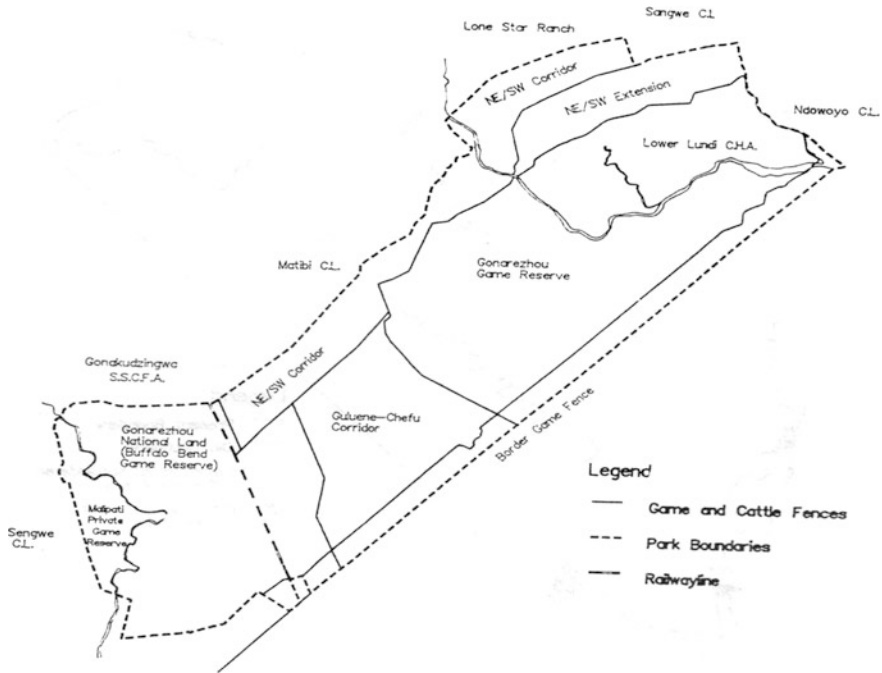 Lone Star Ranch
Sangwe C.L.
NE/SW Corridor
NE/SW Extension
Ndowoyo C.L.
Lower Lundi C.H.A.
Gonarezhou
Game Reserve
Matibi C.L.
Gonakudzingwa
S.S.C.F.A.
NE/SW Corridor
Guluene-Chefu
Corridor
Border Game Fence
Gonarezhou
National Land
(Buffalo Bend
Game Reserve)
Malipati
Private
Game
Reserve
Sengwe
C.L.
Legend
Game and Cattle Fences
Park Boundaries
Railwayline